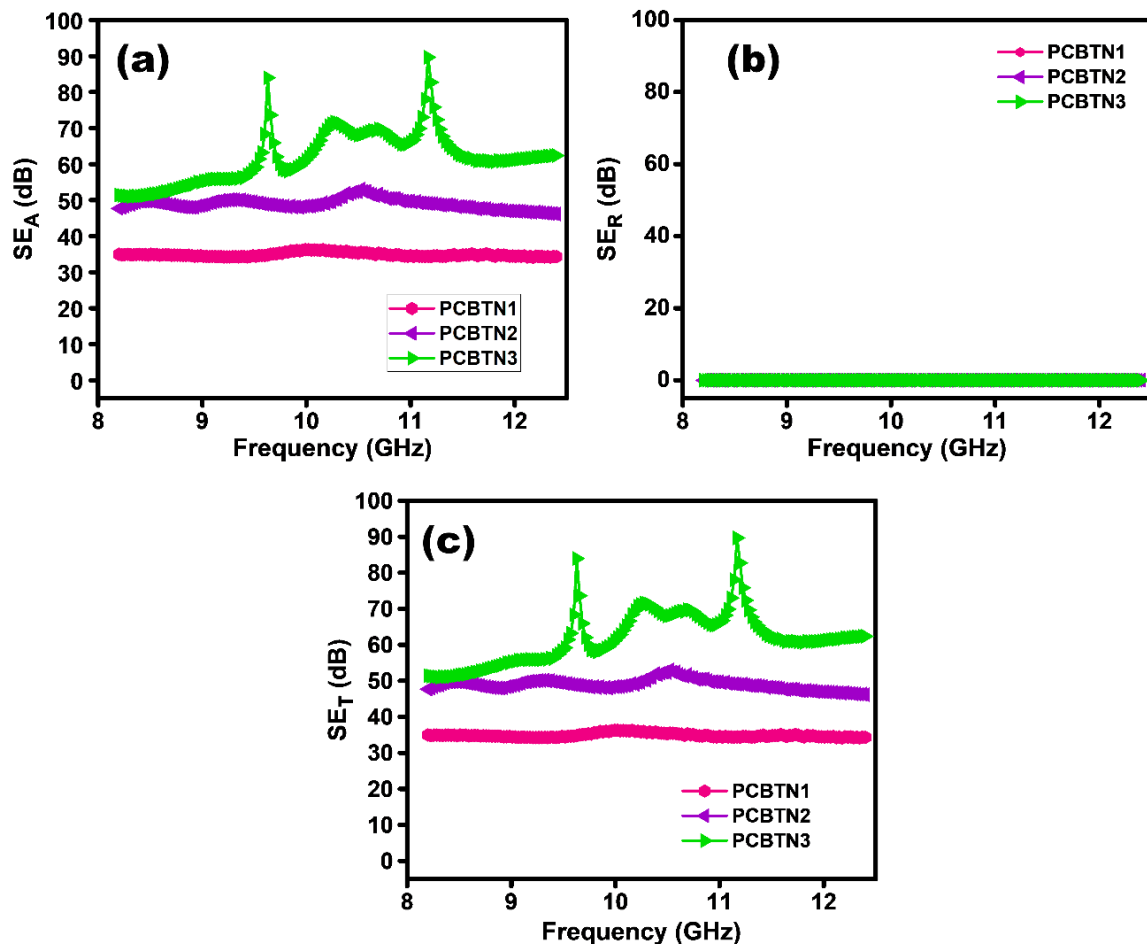 (a)
SE_A (dB)
100
90
80
70
60
50
40
30
20
10
0
PCBTN1
PCBTN2
PCBTN3
8 9 10 11 12
Frequency (GHz)
(b)
SE_R (dB)
100
80
60
40
20
0
PCBTN1
PCBTN2
PCBTN3
8 9 10 11 12
Frequency (GHz)
(c)
SE_T (dB)
100
90
80
70
60
50
40
30
20
10
0
PCBTN1
PCBTN2
PCBTN3
8 9 10 11 12
Frequency (GHz)